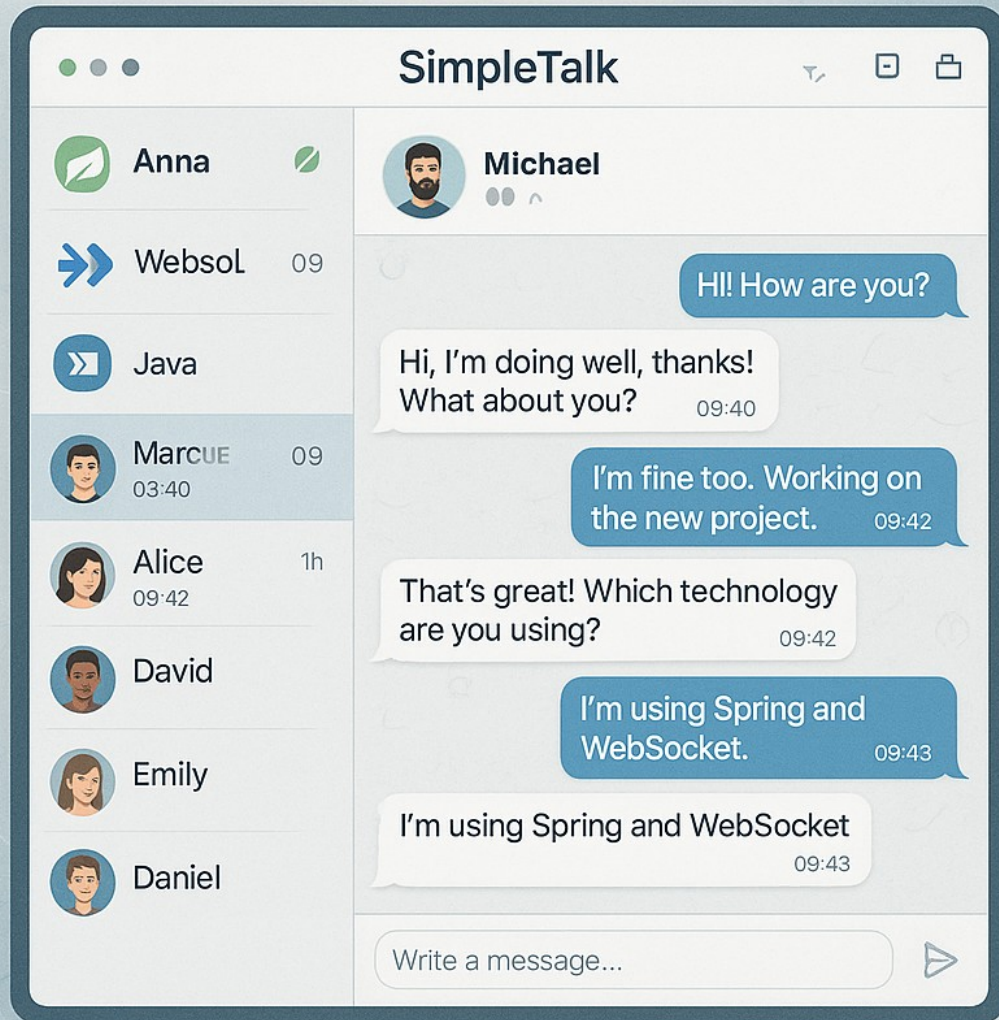 SimpleTalk
Anna
WebsoL 09
Java
MarcUE 09
03:40
Alice 1h
09:42
David
Emily
Daniel
Michael
HI! How are you?
Hi, I'm doing well, thanks!
What about you? 09:40
I'm fine too. Working on
the new project. 09:42
That's great! Which technology
are you using? 09:42
I'm using Spring and
WebSocket. 09:43
I'm using Spring and WebSocket
09:43
Write a message...